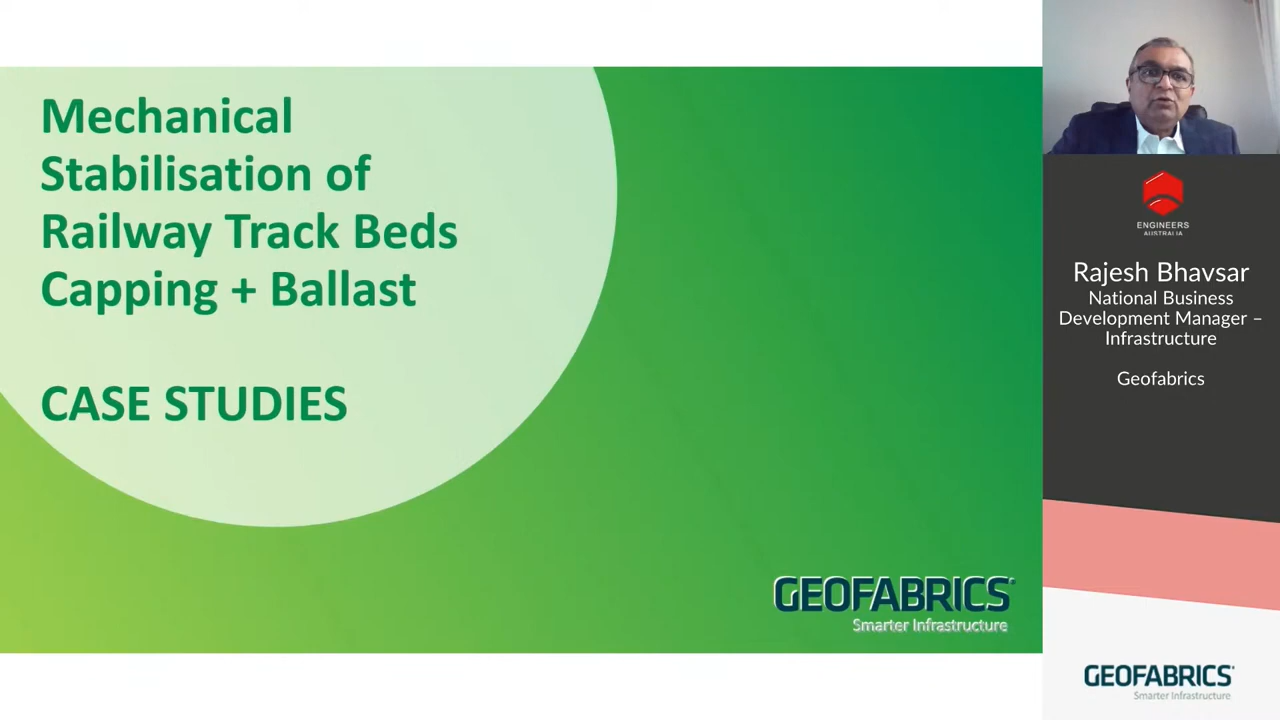 Mechanical
Stabilisation of
Railway Track Beds
Capping + Ballast
CASE STUDIES
GEOFABRICS
Smarter Infrastructure
ENGINEERS
AUSTRALIA
Rajesh Bhavsar
National Business
Development Manager –
Infrastructure
Geofabrics
GEOFABRICS
Smarter Infrastructure